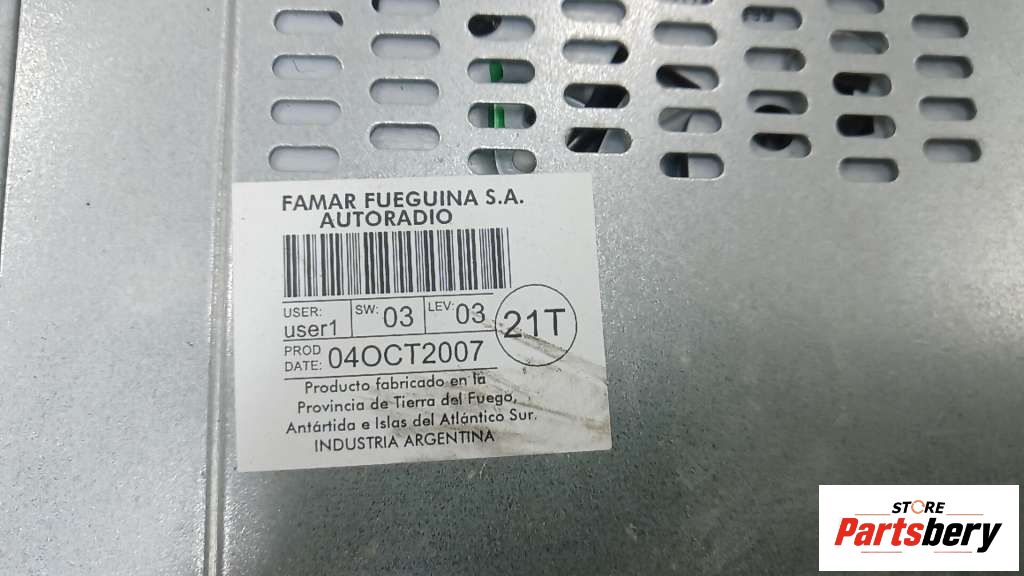 FAMAR FUEGUINA S.A.
AUTORADIO
USER: user1 SW: 03 LEV: 03
21T
PROD DATE: 04OCT2007
Producto fabricado en la
Provincia de Tierra del Fuego,
Antártida e Islas del Atlántico Sur.
INDUSTRIA ARGENTINA
STORE
Partsbery